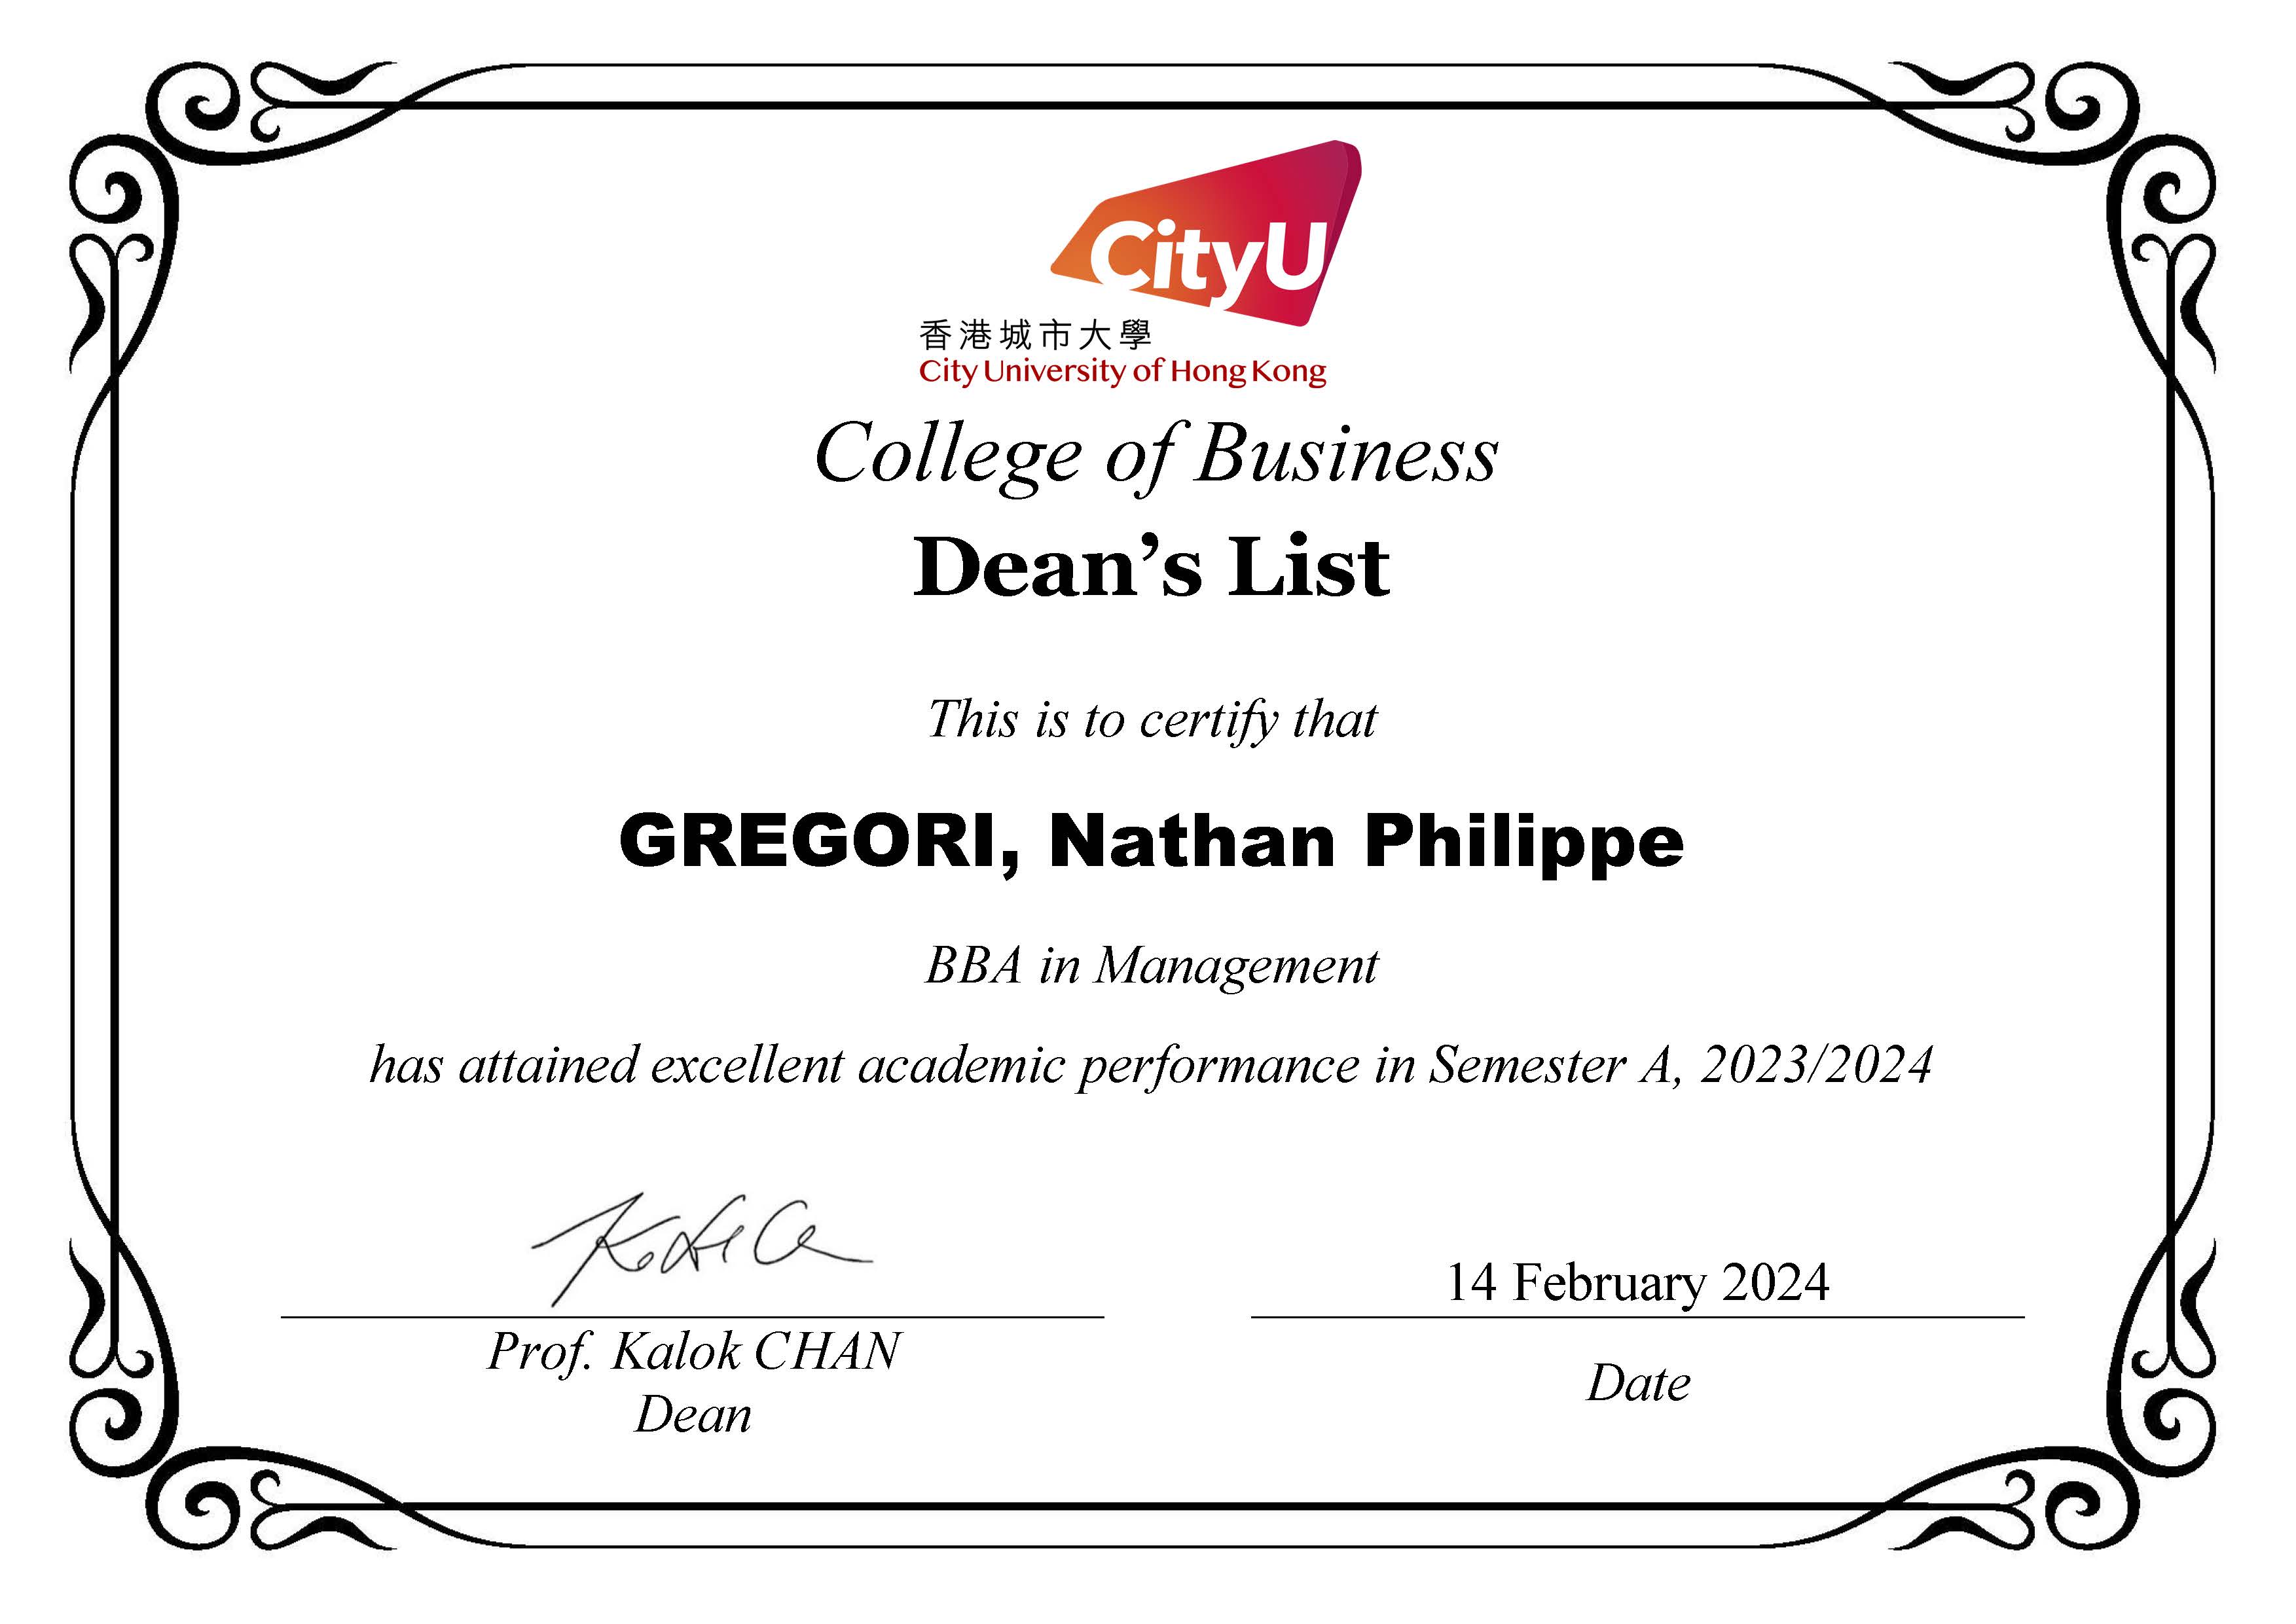 CityU
香港城市大學
City University of Hong Kong
College of Business
Dean’s List
This is to certify that
GREGORI, Nathan Philippe
BBA in Management
has attained excellent academic performance in Semester A, 2023/2024
14 February 2024
Prof. Kalok CHAN
Dean
Date